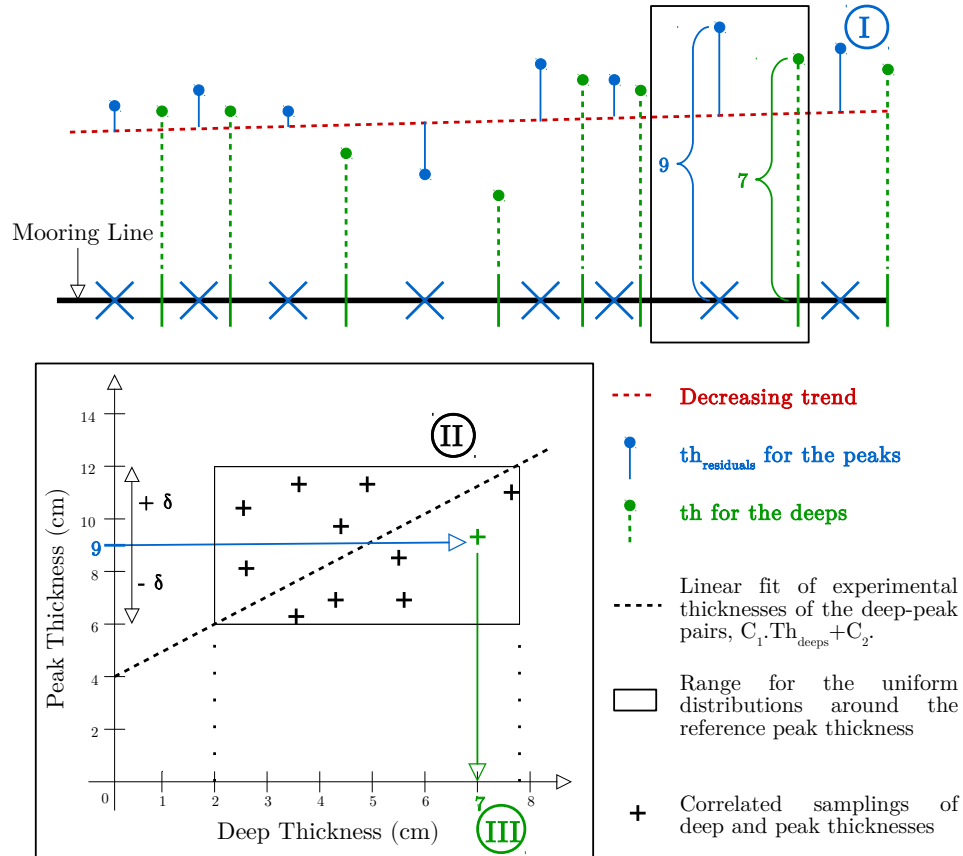 I
9
7
Mooring Line
II
14
12
10
9
8
6
4
2
0
+ δ
- δ
Peak Thickness (cm)
1
2
3
4
5
6
7
8
Deep Thickness (cm)
III
Decreasing trend
th_residuals for the peaks
th for the deeps
Linear fit of experimental
thicknesses of the deep-peak
pairs, C_1.Th_deeps+C_2.
Range for the uniform
distributions around the
reference peak thickness
Correlated samplings of
deep and peak thicknesses